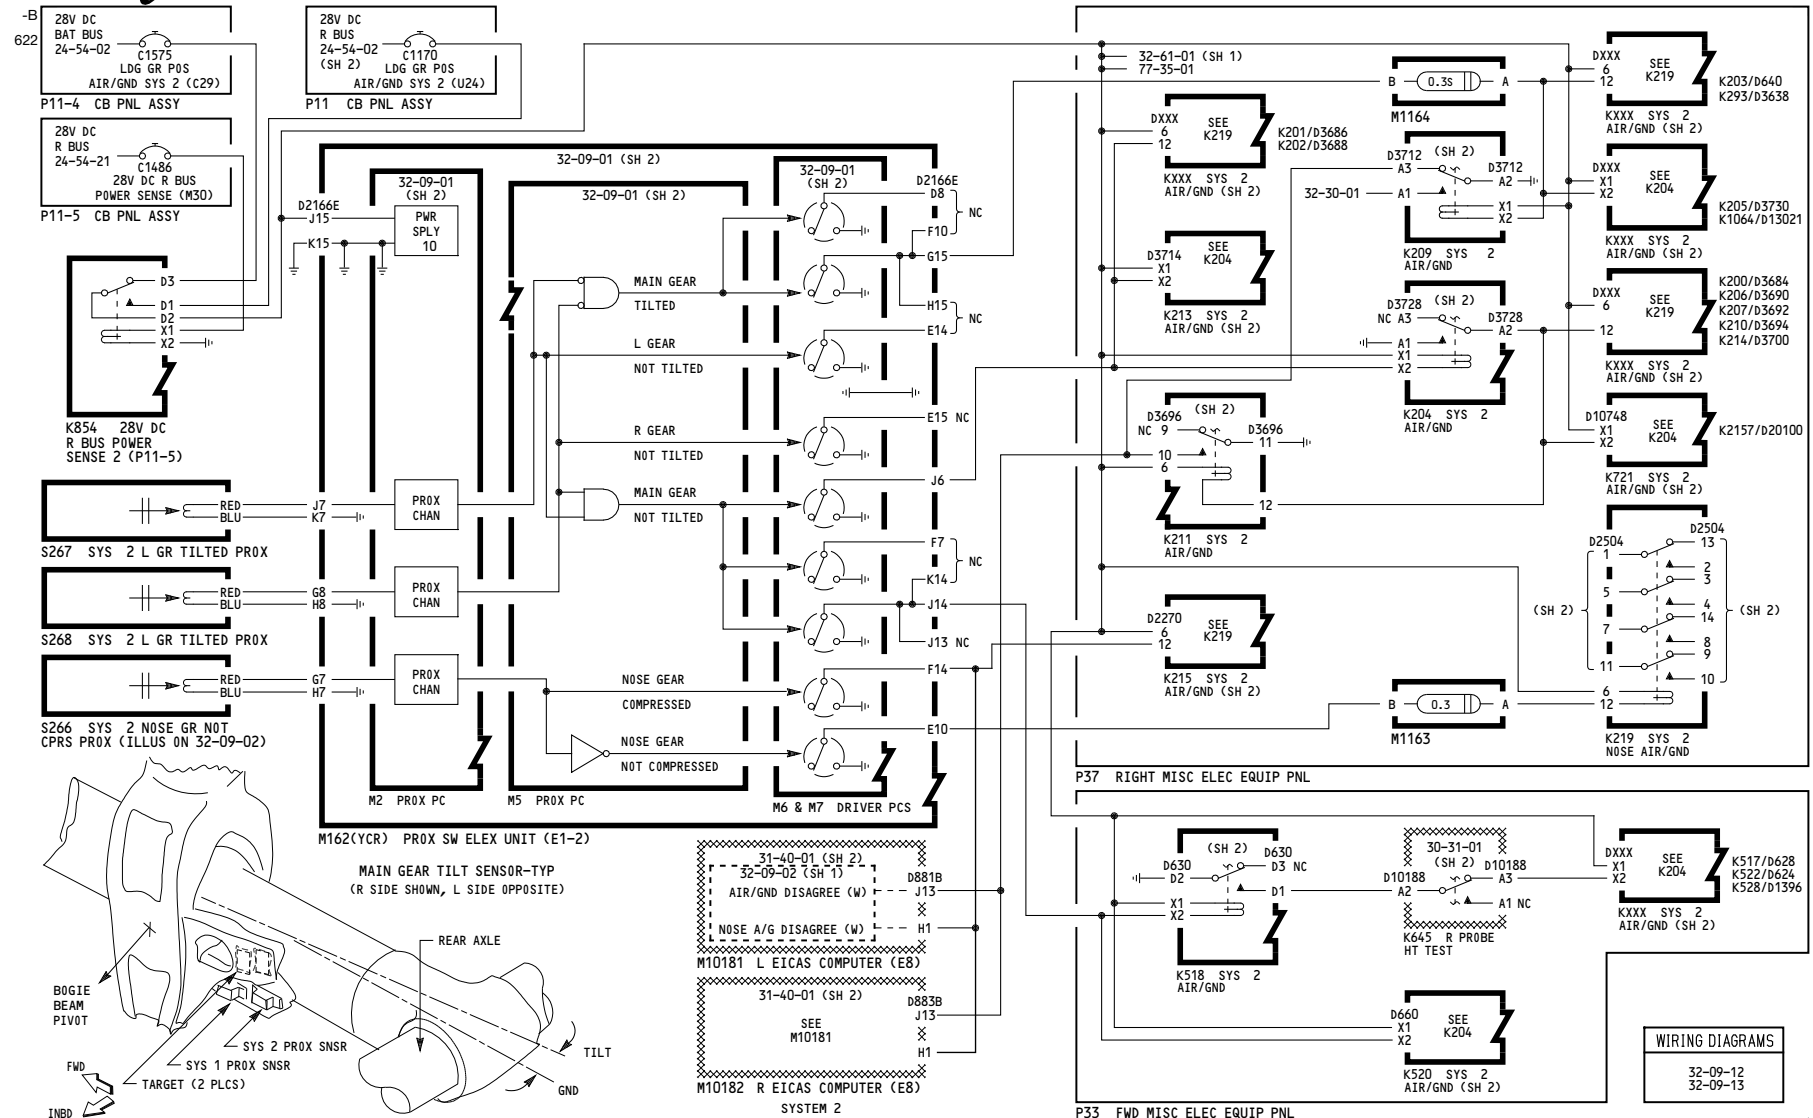 -B
622
28V DC
BAT BUS
24-54-02
C1575
LDG GR POS
AIR/GND SYS 2 (C29)
P11-4 CB PNL ASSY
28V DC
R BUS
24-54-02
(SH 2)
C1170
LDG GR POS
AIR/GND SYS 2 (U24)
P11 CB PNL ASSY
28V DC
R BUS
24-54-21
C1486
28V DC R BUS
POWER SENSE (M30)
P11-5 CB PNL ASSY
D3
D1
D2
X1
X2
K854 28V DC
R BUS POWER
SENSE 2 (P11-5)
RED
BLU
S267 SYS 2 L GR TILTED PROX
RED
BLU
S268 SYS 2 L GR TILTED PROX
RED
BLU
S266 SYS 2 NOSE GR NOT
CPRS PROX (ILLUS ON 32-09-02)
32-09-01 (SH 2)
D2166E
J15
K15
J7
K7
G8
H8
G7
H7
32-09-01
(SH 2)
PWR
SPLY
10
PROX
CHAN
PROX
CHAN
PROX
CHAN
M2 PROX PC
32-09-01 (SH 2)
MAIN GEAR
TILTED
L GEAR
NOT TILTED
R GEAR
NOT TILTED
MAIN GEAR
NOT TILTED
NOSE GEAR
COMPRESSED
NOSE GEAR
NOT COMPRESSED
M5 PROX PC
32-09-01
(SH 2)
M6 & M7 DRIVER PCS
D2166E
D8
NC
F10
G15
H15
NC
E14
E15 NC
J6
F7
NC
K14
J14
J13 NC
F14
E10
M162(YCR) PROX SW ELEX UNIT (E1-2)
MAIN GEAR TILT SENSOR-TYP
(R SIDE SHOWN, L SIDE OPPOSITE)
REAR AXLE
BOGIE
BEAM
PIVOT
SYS 2 PROX SNSR
SYS 1 PROX SNSR
TARGET (2 PLCS)
FWD
INBD
TILT
GND
31-40-01 (SH 2)
32-09-02 (SH 1)
AIR/GND DISAGREE (W)
NOSE A/G DISAGREE (W)
D881B
J13
H1
M10181 L EICAS COMPUTER (E8)
31-40-01 (SH 2)
SEE
M10181
D883B
J13
H1
M10182 R EICAS COMPUTER (E8)
SYSTEM 2
32-61-01 (SH 1)
77-35-01
DXXX
6
12
SEE
K219
K201/D3686
K202/D3688
KXXX SYS 2
AIR/GND (SH 2)
D3714
X1
X2
SEE
K204
K213 SYS 2
AIR/GND (SH 2)
D3696
(SH 2)
D3696
NC 9
11
10
6
12
K211 SYS 2
AIR/GND
D2270
6
12
SEE
K219
K215 SYS 2
AIR/GND (SH 2)
B
0.3S
A
M1164
D3712
(SH 2)
D3712
A3
A2
32-30-01
A1
X1
X2
K209 SYS 2
AIR/GND
D3728
(SH 2)
D3728
NC A3
A2
A1
X1
X2
K204 SYS 2
AIR/GND
B
0.3
A
M1163
DXXX
6
12
SEE
K219
K203/D640
K293/D3638
KXXX SYS 2
AIR/GND (SH 2)
DXXX
X1
X2
SEE
K204
K205/D3730
K1064/D13021
KXXX SYS 2
AIR/GND (SH 2)
DXXX
6
12
SEE
K219
K200/D3684
K206/D3690
K207/D3692
K210/D3694
K214/D3700
KXXX SYS 2
AIR/GND (SH 2)
D10748
X1
X2
SEE
K204
K2157/D20100
K721 SYS 2
AIR/GND (SH 2)
D2504
D2504
1
13
2
3
5
4
14
7
8
9
11
10
(SH 2)
(SH 2)
6
12
K219 SYS 2
NOSE AIR/GND
P37 RIGHT MISC ELEC EQUIP PNL
(SH 2)
D630
D630
D2
D3 NC
D1
X1
X2
K518 SYS 2
AIR/GND
30-31-01
(SH 2)
D10188
D10188
A2
A3
A1 NC
K645 R PROBE
HT TEST
DXXX
X1
X2
SEE
K204
K517/D628
K522/D624
K528/D1396
KXXX SYS 2
AIR/GND (SH 2)
D660
X1
X2
SEE
K204
K520 SYS 2
AIR/GND (SH 2)
P33 FWD MISC ELEC EQUIP PNL
WIRING DIAGRAMS
32-09-12
32-09-13